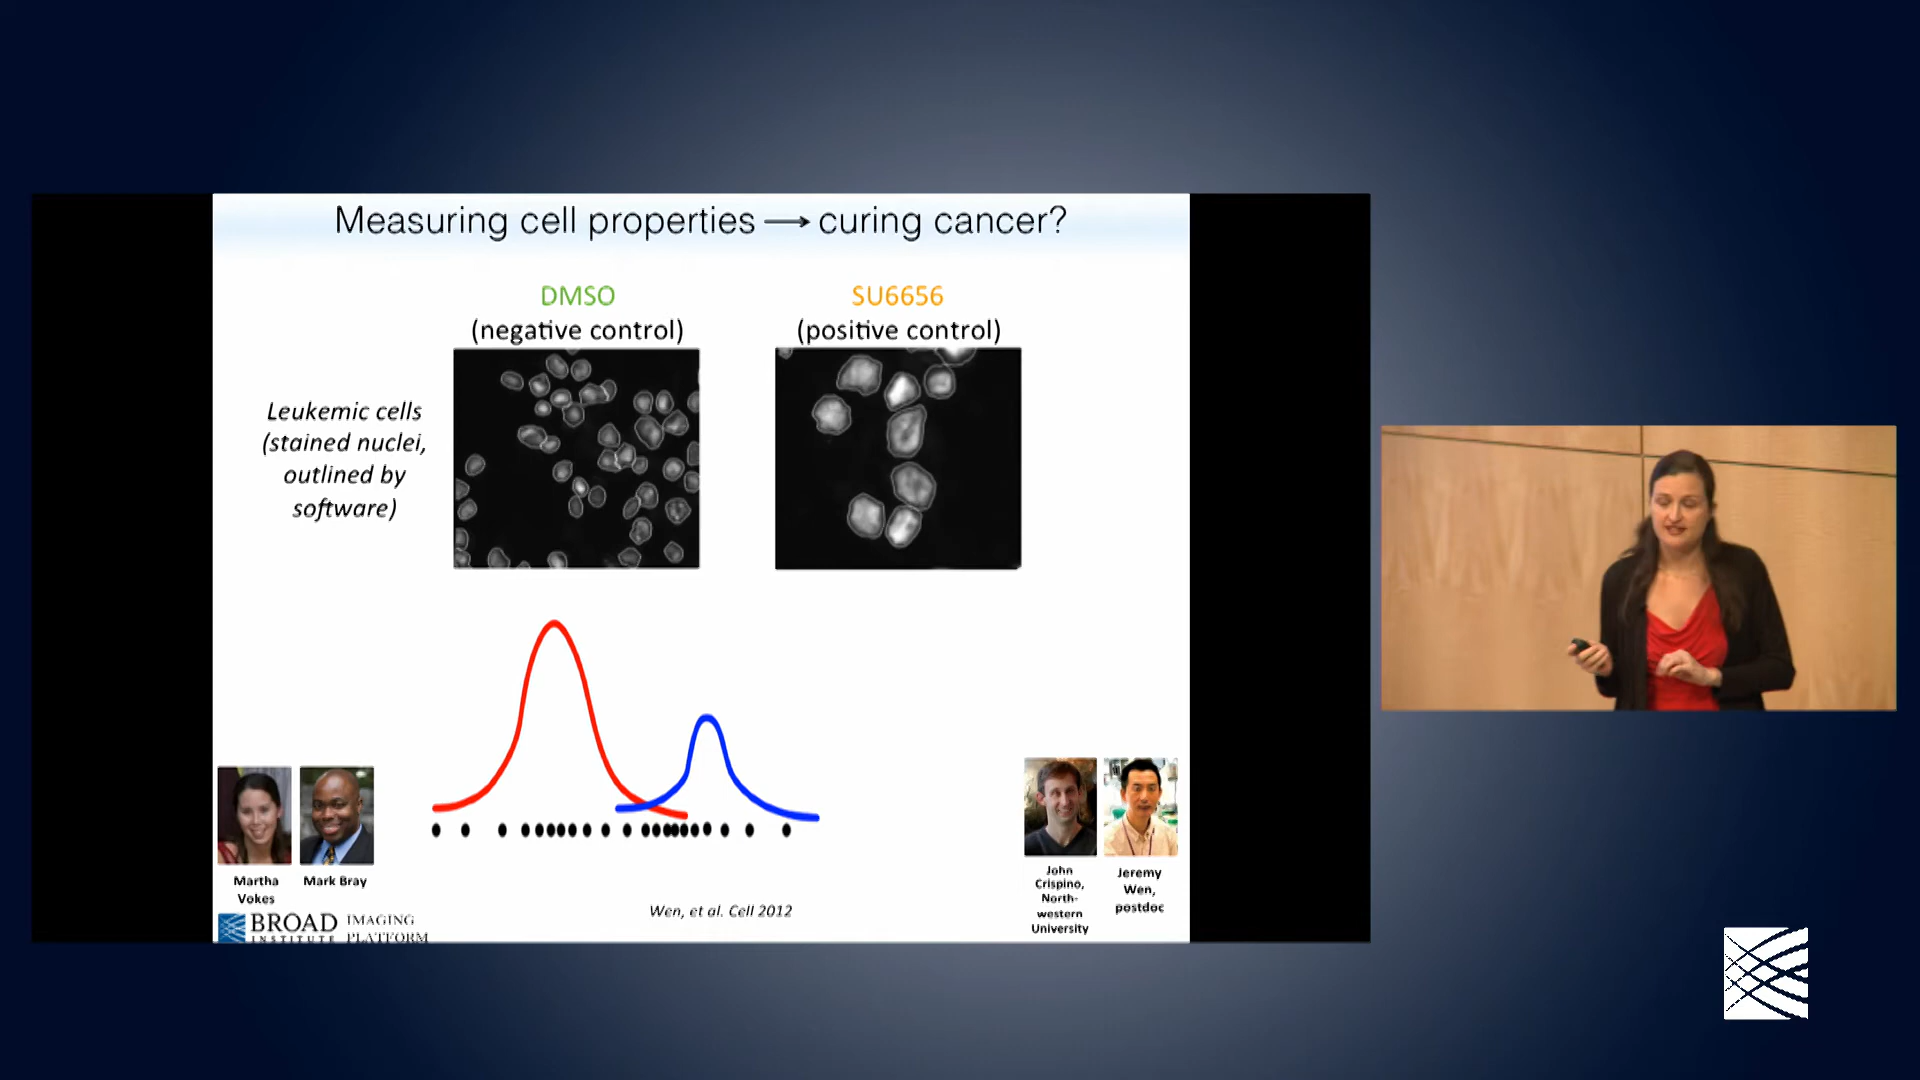 Measuring cell properties → curing cancer?
DMSO
(negative control)
SU6656
(positive control)
Leukemic cells
(stained nuclei,
outlined by
software)
Martha
Vokes
Mark Bray
John
Crispino,
North-
western
University
Jeremy
Wen,
postdoc
Wen, et al. Cell 2012
BROAD
INSTITUTE
IMAGING
PLATFORM